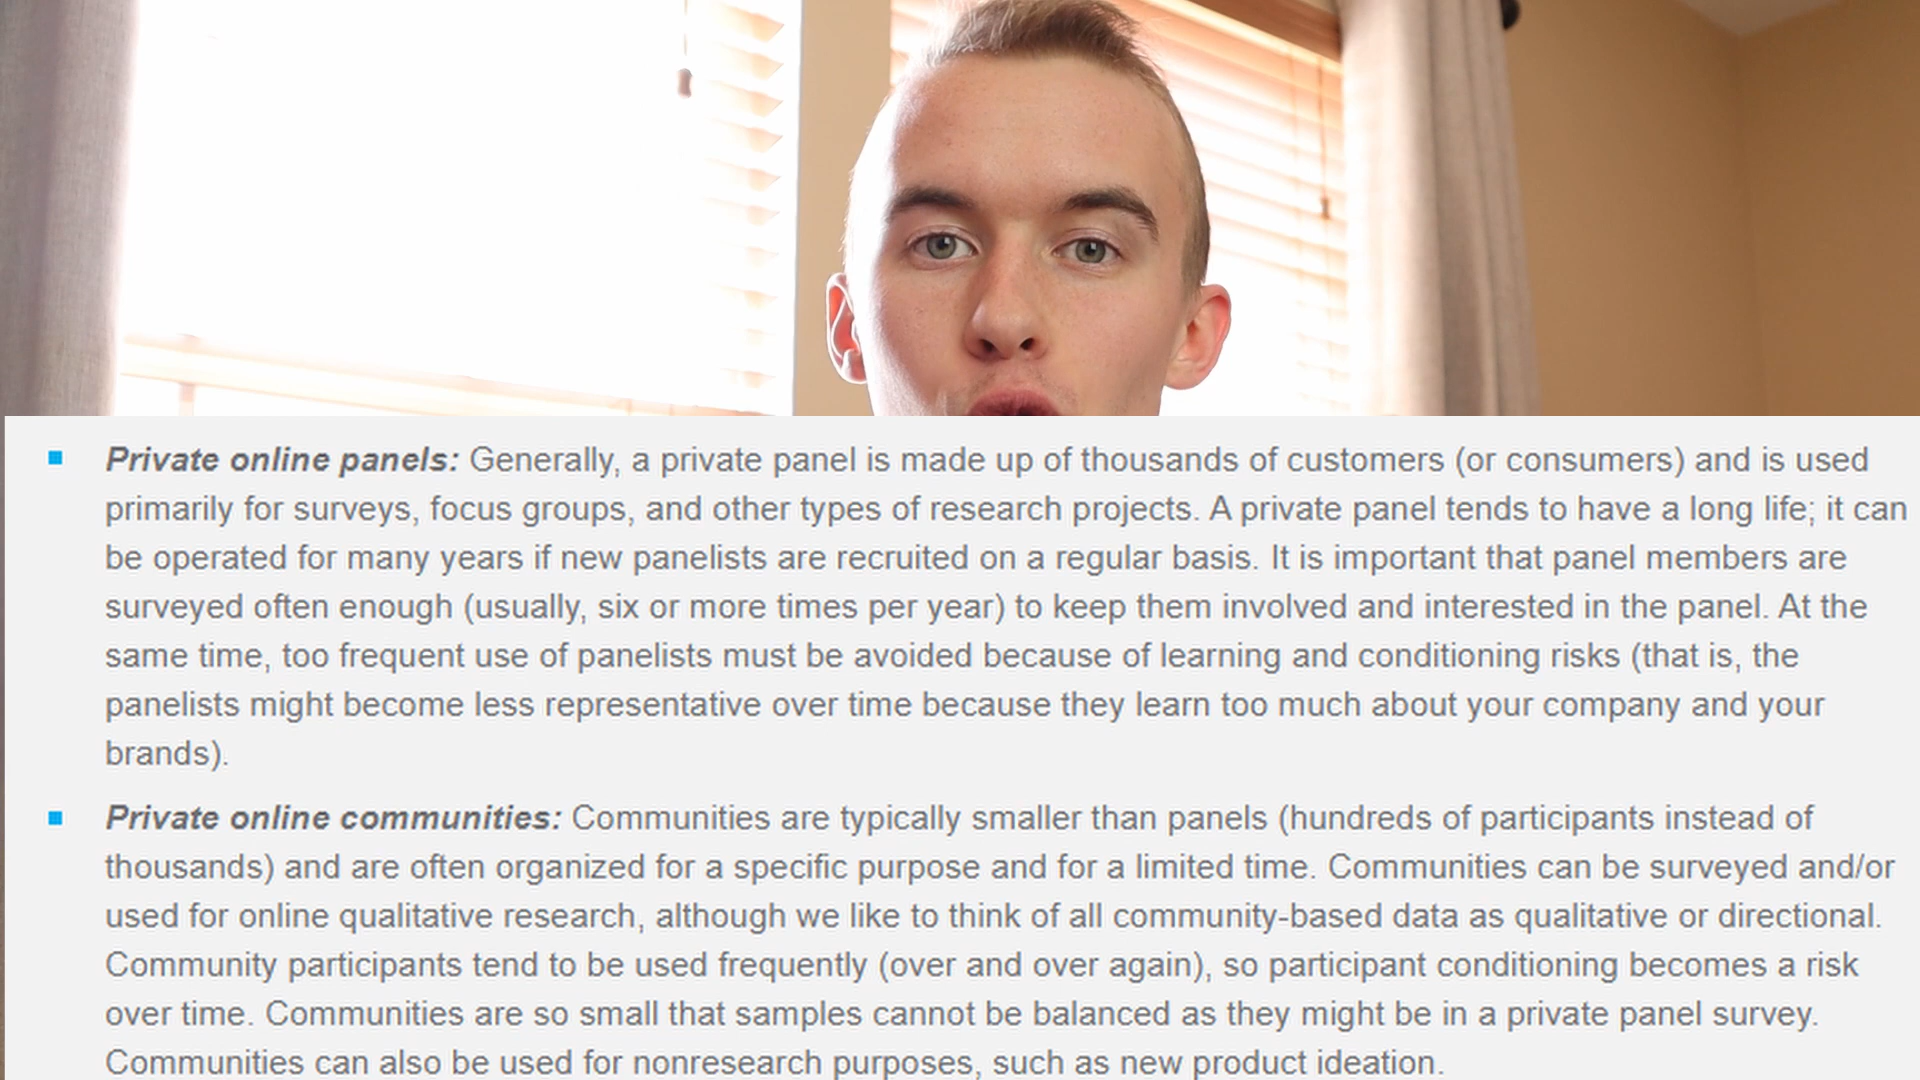 Private online panels: Generally, a private panel is made up of thousands of customers (or consumers) and is used
primarily for surveys, focus groups, and other types of research projects. A private panel tends to have a long life; it can
be operated for many years if new panelists are recruited on a regular basis. It is important that panel members are
surveyed often enough (usually, six or more times per year) to keep them involved and interested in the panel. At the
same time, too frequent use of panelists must be avoided because of learning and conditioning risks (that is, the
panelists might become less representative over time because they learn too much about your company and your
brands).
Private online communities: Communities are typically smaller than panels (hundreds of participants instead of
thousands) and are often organized for a specific purpose and for a limited time. Communities can be surveyed and/or
used for online qualitative research, although we like to think of all community-based data as qualitative or directional.
Community participants tend to be used frequently (over and over again), so participant conditioning becomes a risk
over time. Communities are so small that samples cannot be balanced as they might be in a private panel survey.
Communities can also be used for nonresearch purposes, such as new product ideation.